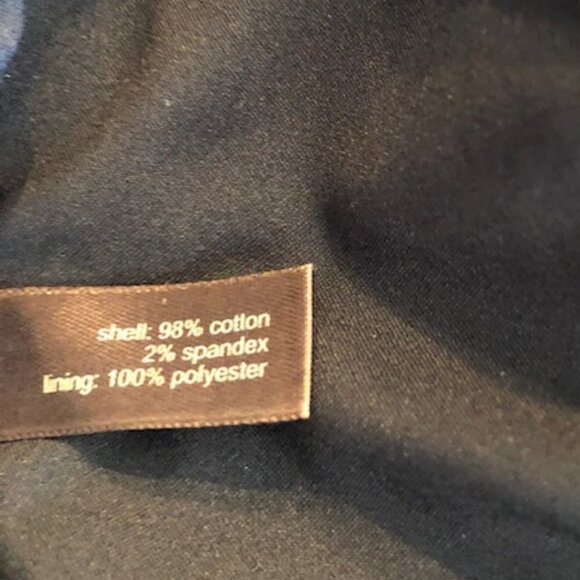 shell: 98% cotton
2% spandex
lining: 100% polyester